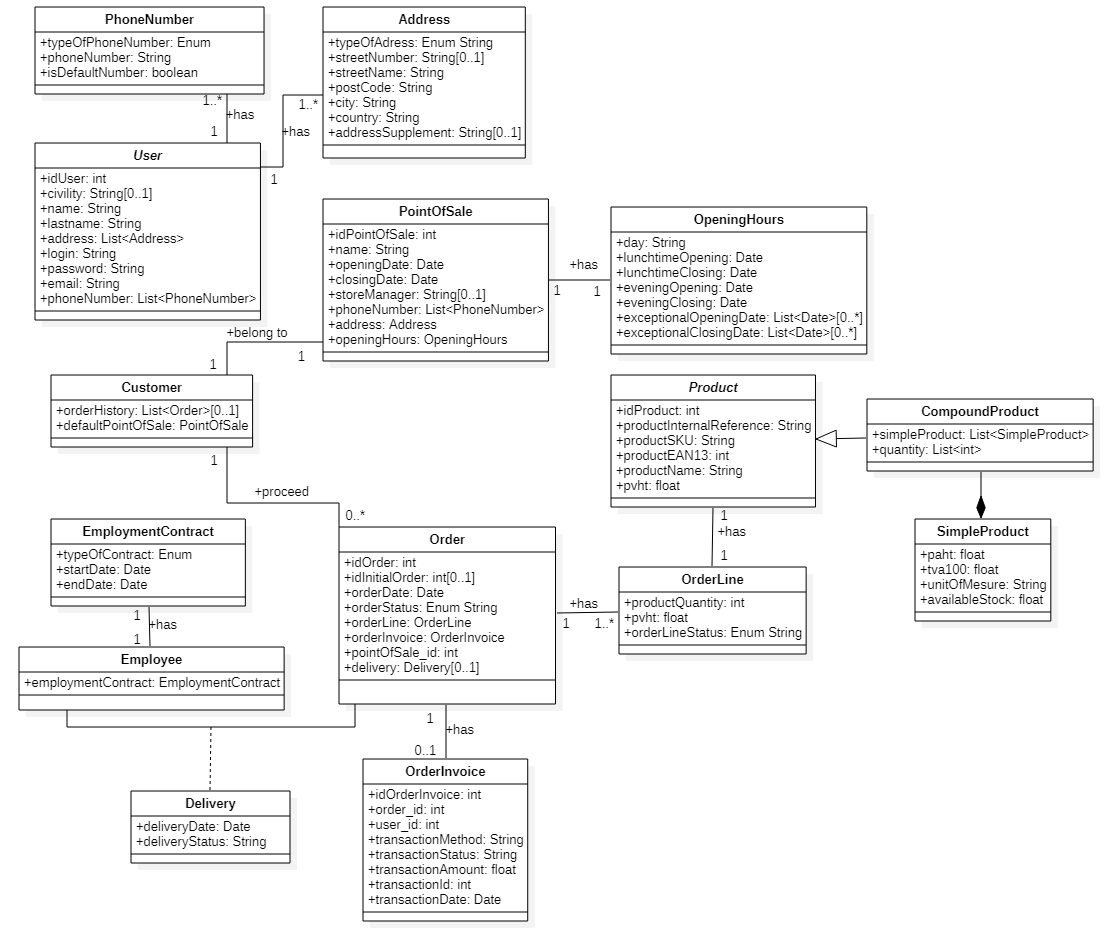 PhoneNumber
+typeOfPhoneNumber: Enum
+phoneNumber: String
+isDefaultNumber: boolean
Address
+typeOfAdress: Enum String
+streetNumber: String[0..1]
+streetName: String
+postCode: String
+city: String
+country: String
+addressSupplement: String[0..1]
1..*
+has
1
1..*
+has
1
User
+idUser: int
+civility: String[0..1]
+name: String
+lastname: String
+address: List<Address>
+login: String
+password: String
+email: String
+phoneNumber: List<PhoneNumber>
PointOfSale
+idPointOfSale: int
+name: String
+openingDate: Date
+closingDate: Date
+storeManager: String[0..1]
+phoneNumber: List<PhoneNumber>
+address: Address
+openingHours: OpeningHours
+has
1
1
OpeningHours
+day: String
+lunchtimeOpening: Date
+lunchtimeClosing: Date
+eveningOpening: Date
+eveningClosing: Date
+exceptionalOpeningDate: List<Date>[0..*]
+exceptionalClosingDate: List<Date>[0..*]
+belong to
1
1
Customer
+orderHistory: List<Order>[0..1]
+defaultPointOfSale: PointOfSale
Product
+idProduct: int
+productInternalReference: String
+productSKU: String
+productEAN13: int
+productName: String
+pvht: float
CompoundProduct
+simpleProduct: List<SimpleProduct>
+quantity: List<int>
1
+proceed
0..*
1
+has
1
EmploymentContract
+typeOfContract: Enum
+startDate: Date
+endDate: Date
Order
+idOrder: int
+idInitialOrder: int[0..1]
+orderDate: Date
+orderStatus: Enum String
+orderLine: OrderLine
+orderInvoice: OrderInvoice
+pointOfSale_id: int
+delivery: Delivery[0..1]
+has
1
1..*
OrderLine
+productQuantity: int
+pvht: float
+orderLineStatus: Enum String
SimpleProduct
+paht: float
+tva100: float
+unitOfMesure: String
+availableStock: float
1
+has
1
Employee
+employmentContract: EmploymentContract
1
+has
0..1
OrderInvoice
+idOrderInvoice: int
+order_id: int
+user_id: int
+transactionMethod: String
+transactionStatus: String
+transactionAmount: float
+transactionId: int
+transactionDate: Date
Delivery
+deliveryDate: Date
+deliveryStatus: String